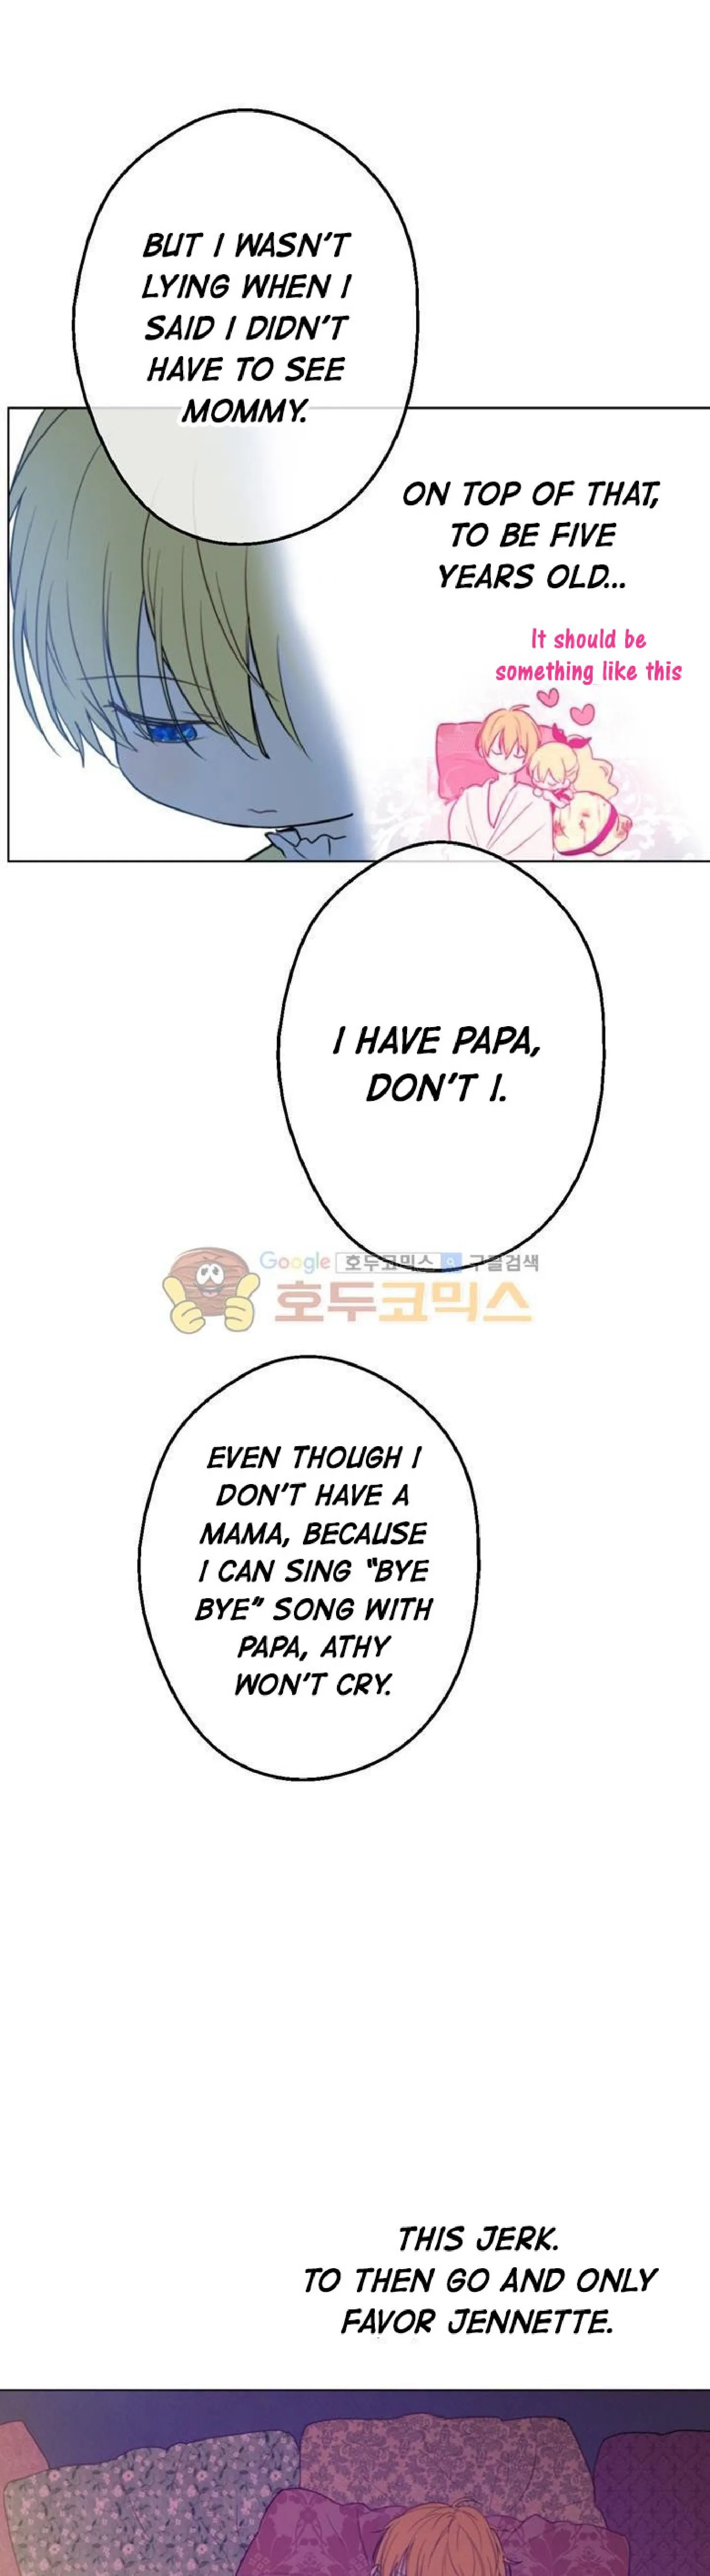 BUT I WASN'T
LYING WHEN I
SAID I DIDN'T
HAVE TO SEE
MOMMY.
ON TOP OF THAT,
TO BE FIVE
YEARS OLD...
It should be
something like this
I HAVE PAPA,
DON'T I.
Google 호두코믹스 구글검색
호두코믹스
EVEN THOUGH I
DON'T HAVE A
MAMA, BECAUSE
I CAN SING "BYE
BYE" SONG WITH
PAPA, ATHY
WON'T CRY.
THIS JERK.
TO THEN GO AND ONLY
FAVOR JENNETTE.